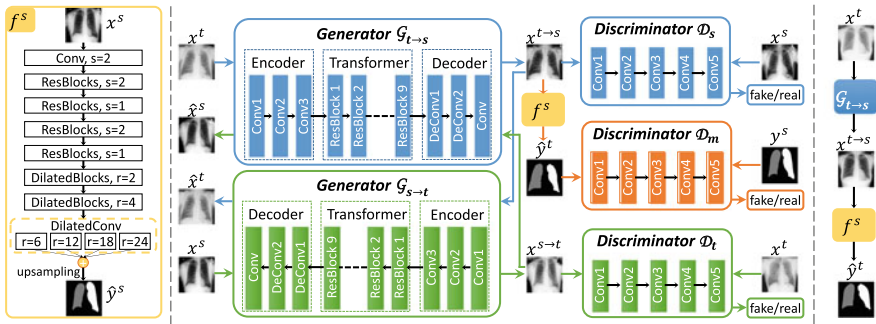 f^s
x^s
Conv, s=2
ResBlocks, s=2
ResBlocks, s=1
ResBlocks, s=2
ResBlocks, s=1
DilatedBlocks, r=2
DilatedBlocks, r=4
DilatedConv
r=6 r=12 r=18 r=24
upsampling
ŷ^s
x^t
x̂^s
Generator G_{t→s}
Encoder
Conv1
Conv2
Conv3
Transformer
ResBlock 1
ResBlock 2
ResBlock 9
Decoder
DeConv1
DeConv2
Conv
x̂^t
x^s
Generator G_{s→t}
Decoder
Conv
DeConv2
DeConv1
Transformer
ResBlock 9
ResBlock 2
ResBlock 1
Encoder
Conv3
Conv2
Conv
x^{t→s}
f^s
ŷ^t
x^{s→t}
Discriminator D_s
Conv1
Conv2
Conv3
Conv4
Conv5
x^s
fake/real
Discriminator D_m
Conv1
Conv2
Conv3
Conv4
Conv5
y^s
fake/real
Discriminator D_t
Conv1
Conv2
Conv3
Conv4
Conv5
x^t
fake/real
x^t
G_{t→s}
x^{t→s}
f^s
ŷ^t